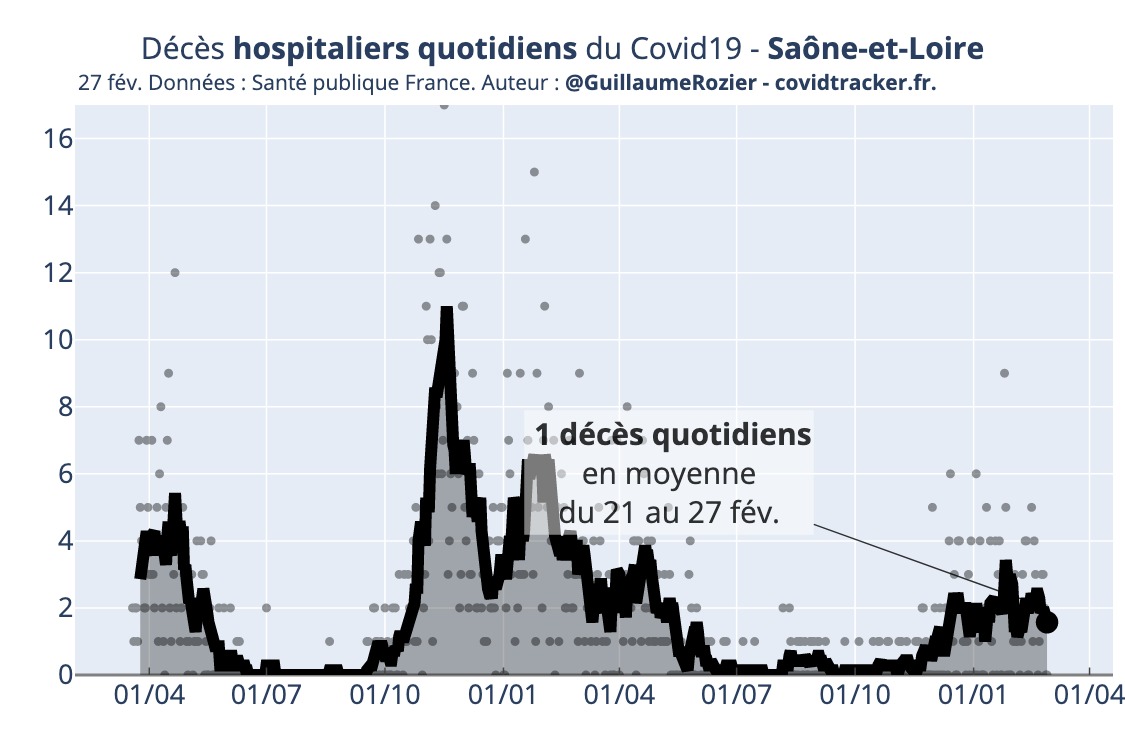 Décès hospitaliers quotidiens du Covid19 - Saône-et-Loire
27 fév. Données : Santé publique France. Auteur : @GuillaumeRozier - covidtracker.fr.
16
14
12
10
8
1 décès quotidiens
6
en moyenne
du 21 au 27 fév.
4
2
0
01/04 01/07 01/10 01/01 01/04 01/07 01/10 01/01 01/04